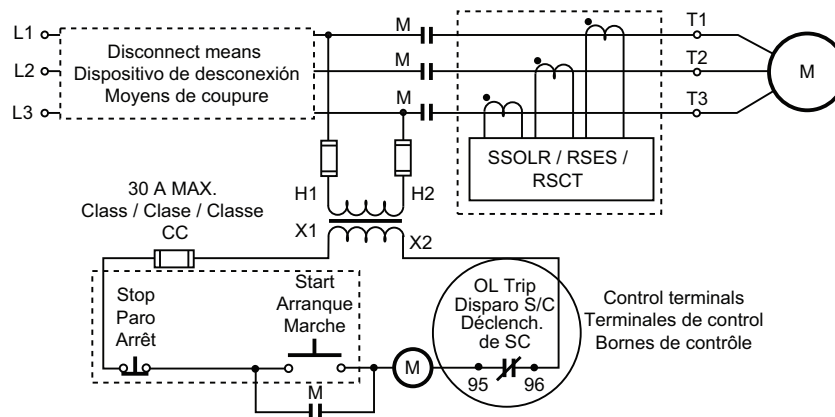 L1
L2
L3
Disconnect means
Dispositivo de desconexión
Moyens de coupure
M
M
M
T1
T2
T3
M
SSOLR / RSES /
RSCT
H1
H2
X1
X2
30 A MAX.
Class / Clase / Classe
CC
Stop
Paro
Arrêt
Start
Arranque
Marche
M
M
OL Trip
Disparo S/C
Déclench.
de SC
95
96
Control terminals
Terminales de control
Bornes de contrôle